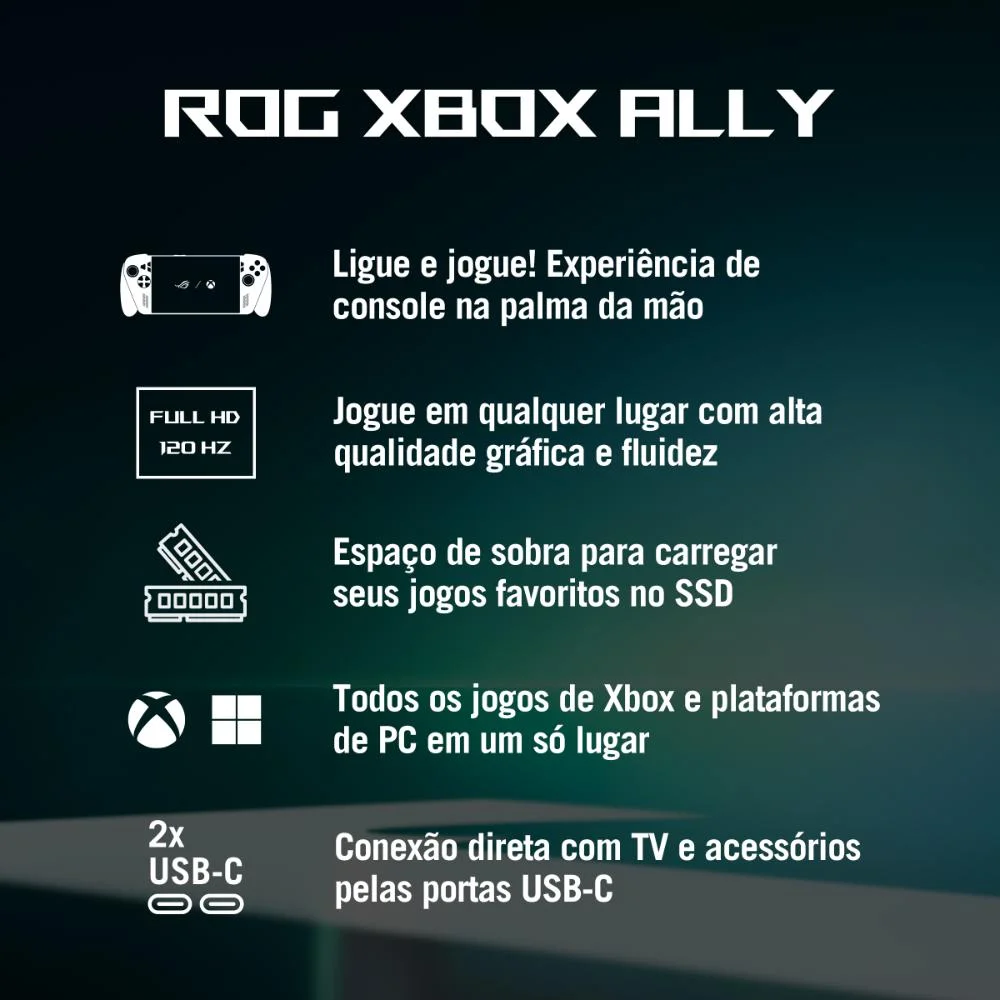 ROG XBOX ALLY
Ligue e jogue! Experiência de
console na palma da mão
FULL HD
120 HZ
Jogue em qualquer lugar com alta
qualidade gráfica e fluidez
Espaço de sobra para carregar
seus jogos favoritos no SSD
Todos os jogos de Xbox e plataformas
de PC em um só lugar
2x
USB-C
Conexão direta com TV e acessórios
pelas portas USB-C